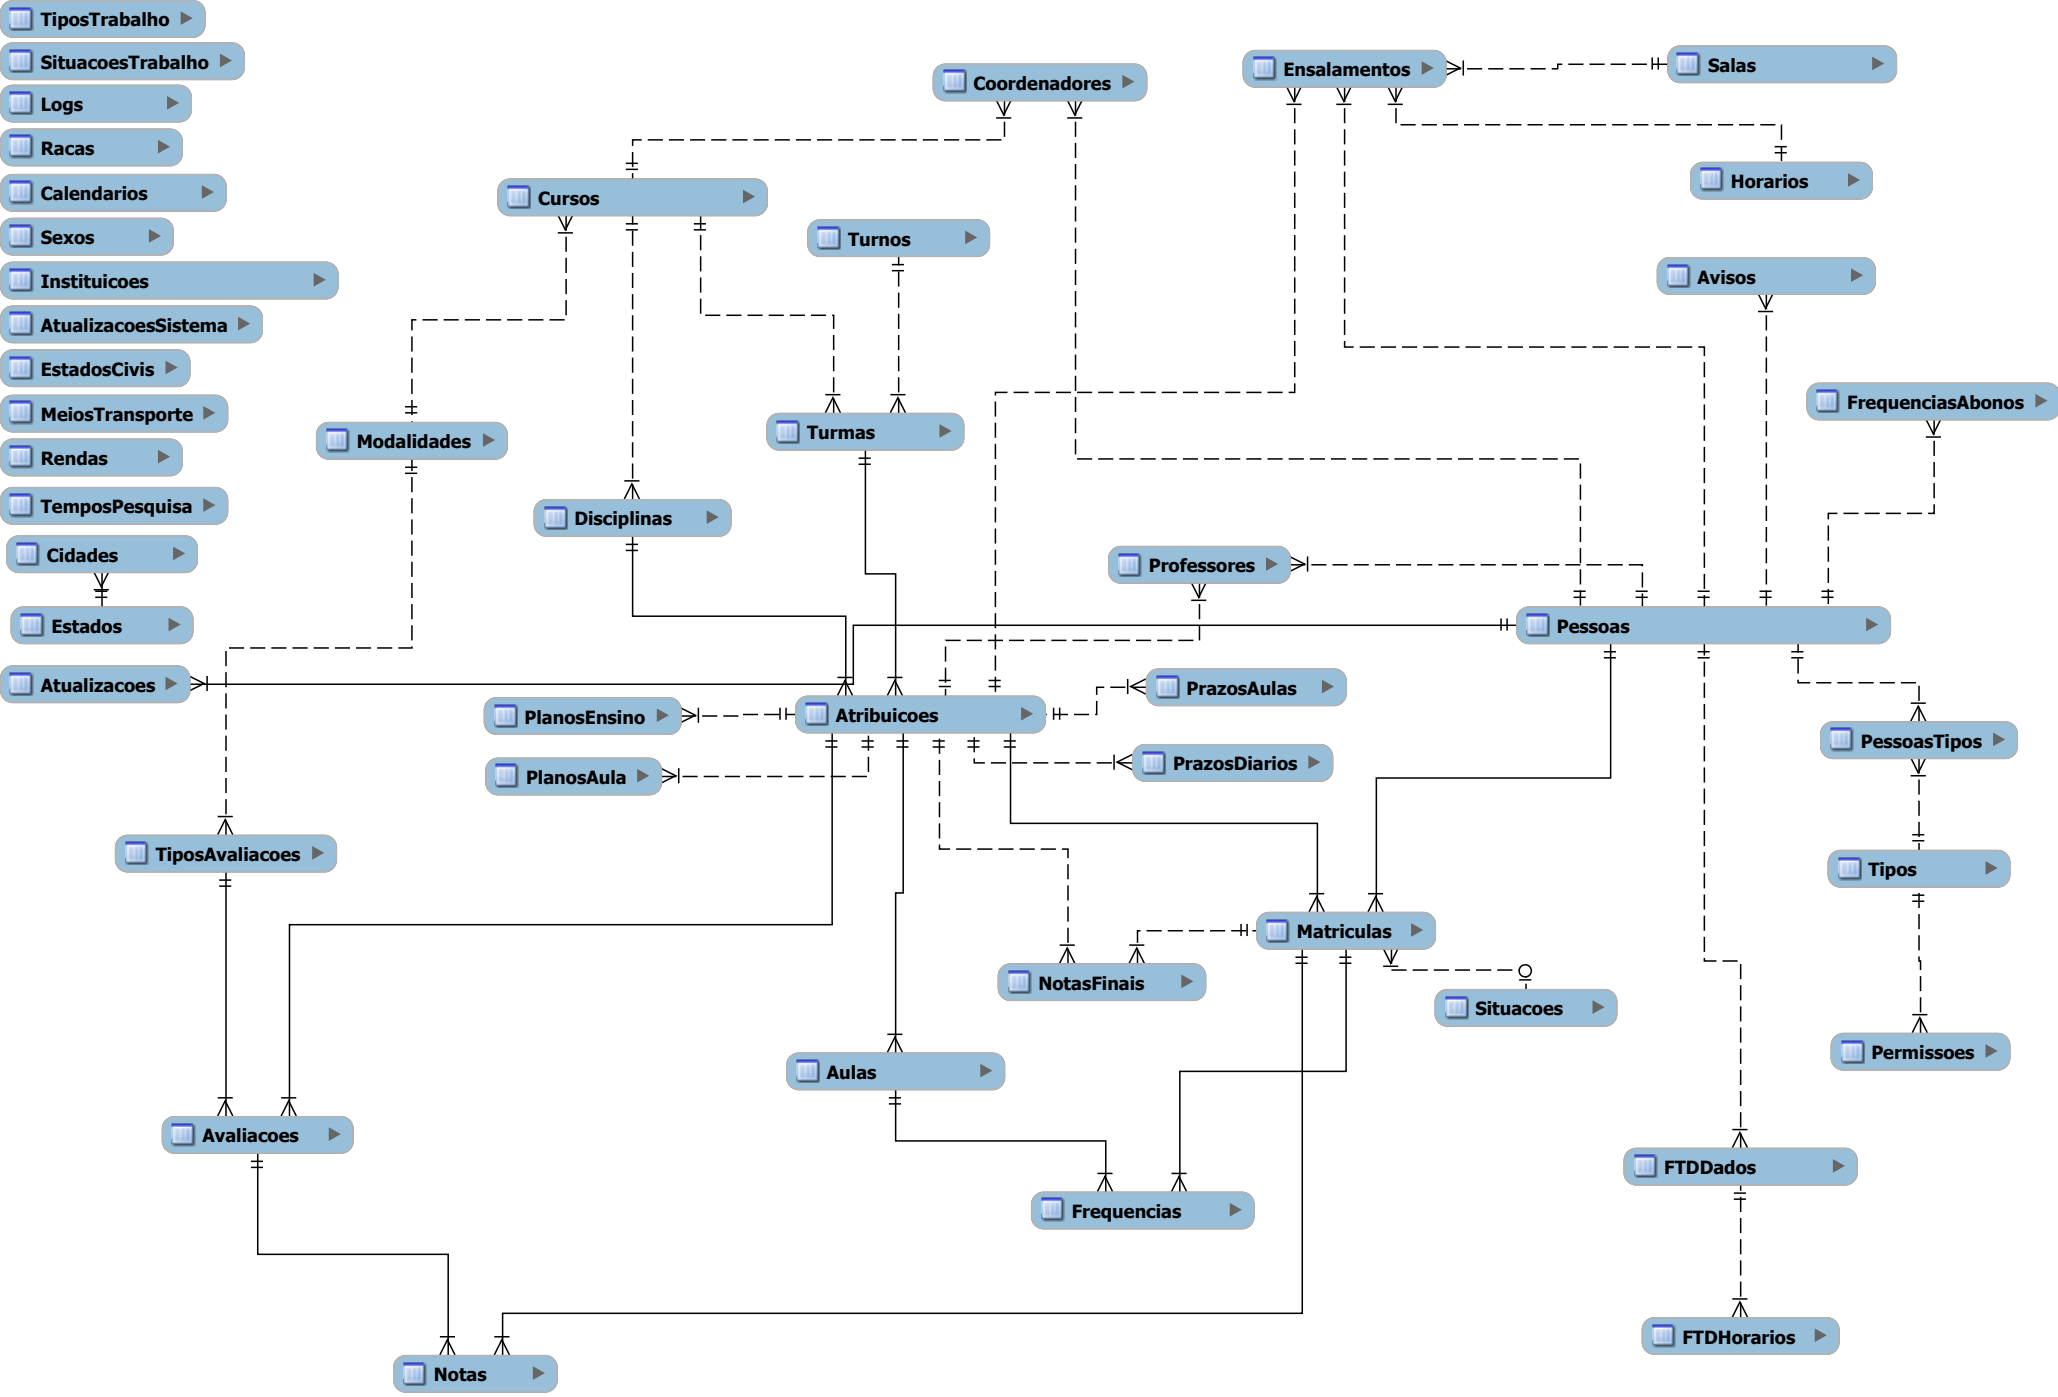 TiposTrabalho
SituacoesTrabalho
Logs
Racas
Calendarios
Sexos
Instituicoes
AtualizacoesSistema
EstadosCivis
MeiosTransporte
Rendas
TemposPesquisa
Cidades
Estados
Atualizacoes
Coordenadores
Ensalamentos
Salas
Horarios
Cursos
Turnos
Avisos
FrequenciasAbonos
Modalidades
Turmas
Disciplinas
Professores
Pessoas
PrazosAulas
PlanosEnsino
Atribuicoes
PessoasTipos
PrazosDiarios
PlanosAula
TiposAvaliacoes
Tipos
Matriculas
NotasFinais
Situacoes
Permissoes
Aulas
Avaliacoes
FTDDados
Frequencias
FTDHorarios
Notas